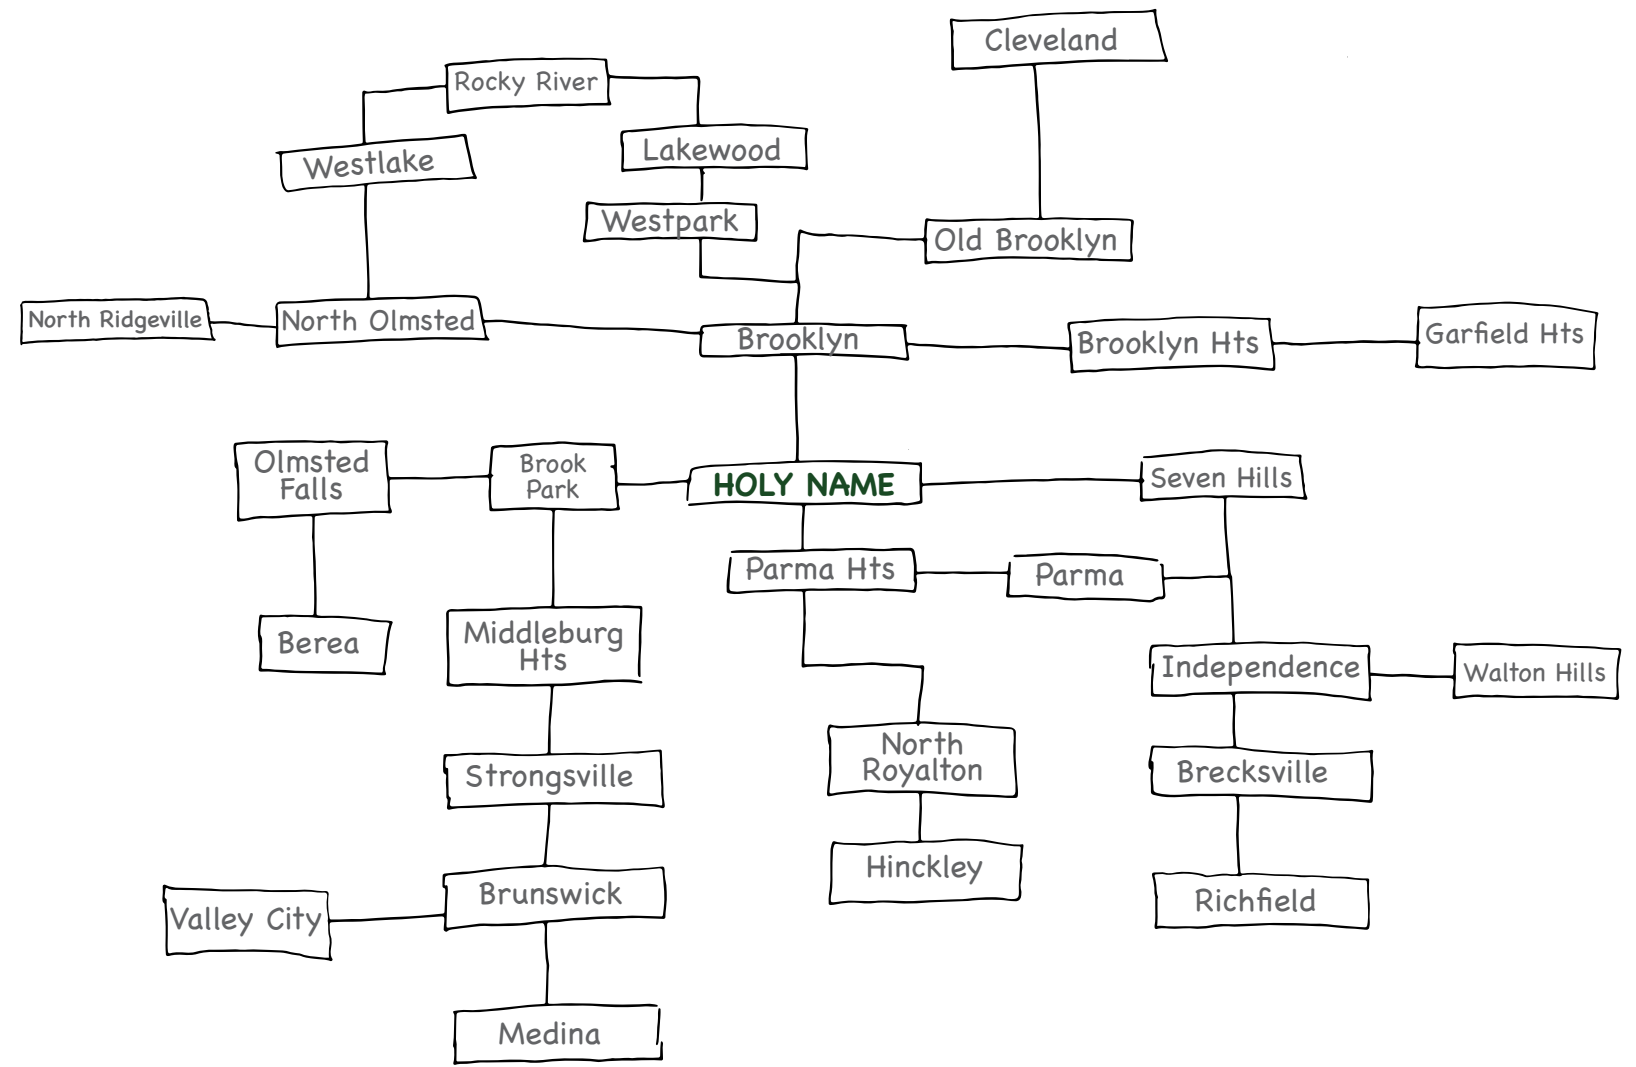 Cleveland
Rocky River
Lakewood
Westlake
Westpark
Old Brooklyn
North Ridgeville
North Olmsted
Brooklyn
Brooklyn Hts
Garfield Hts
Olmsted
Falls
Brook
Park
HOLY NAME
Seven Hills
Parma Hts
Parma
Berea
Middleburg
Hts
Independence
Walton Hills
North
Royalton
Strongsville
Brecksville
Hinckley
Brunswick
Richfield
Valley City
Medina